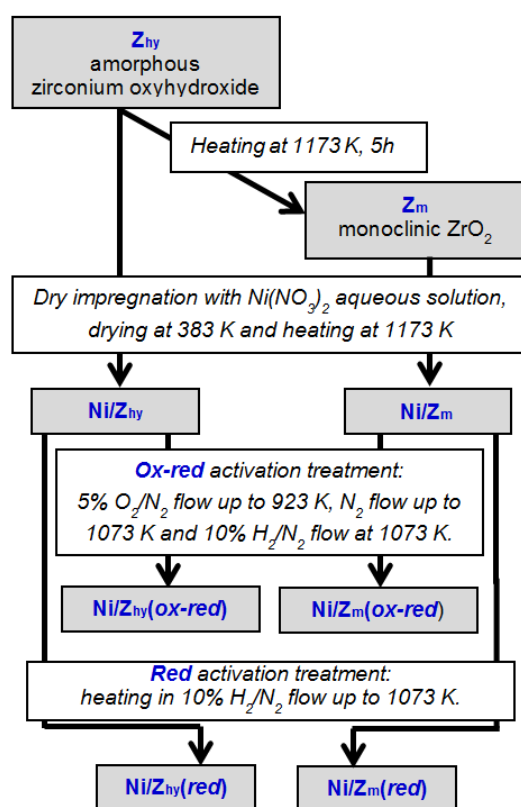 Zhy
amorphous
zirconium oxyhydroxide
Heating at 1173 K, 5h
Zm
monoclinic ZrO2
Dry impregnation with Ni(NO3)2 aqueous solution,
drying at 383 K and heating at 1173 K
Ni/Zhy
Ni/Zm
Ox-red activation treatment:
5% O2/N2 flow up to 923 K, N2 flow up to
1073 K and 10% H2/N2 flow at 1073 K.
Ni/Zhy(ox-red)
Ni/Zm(ox-red)
Red activation treatment:
heating in 10% H2/N2 flow up to 1073 K.
Ni/Zhy(red)
Ni/Zm(red)